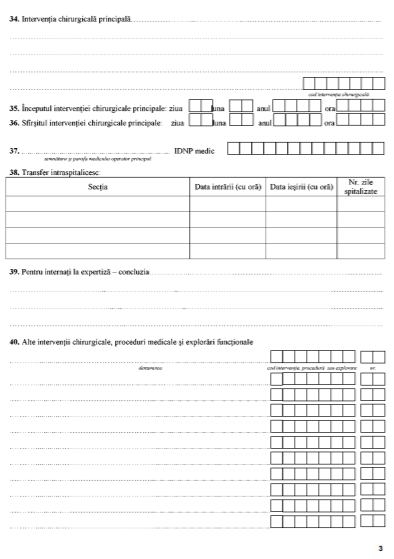 34. Intervenția chirurgicală principală
cod intervenția chirurgicală
35. Începutul intervenției chirurgicale principale: ziua luna anul ora
36. Sfîrșitul intervenției chirurgicale principale: ziua luna anul ora
37. IDNP medic
semnătura și parafa medicului operator principal
38. Transfer intraspitalicesc:
Secția Data intrării (cu oră) Data ieșirii (cu oră) Nr. zile
spitalizate
39. Pentru internați la expertiză – concluzia
40. Alte intervenții chirurgicale, proceduri medicale și explorări funcționale
denumirea cod intervenția, procedură sau explorare nr.
3